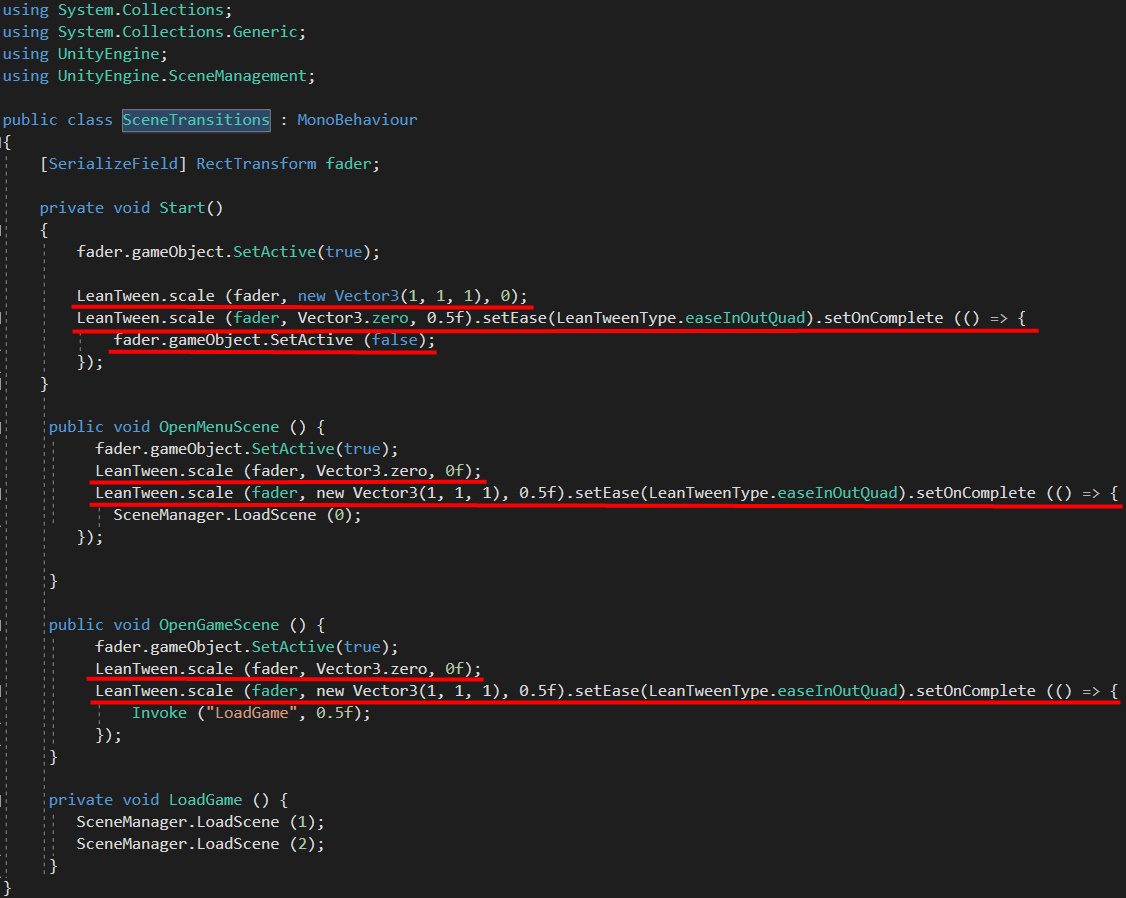 using System.Collections;
using System.Collections.Generic;
using UnityEngine;
using UnityEngine.SceneManagement;
public class SceneTransitions : MonoBehaviour
{
[SerializeField] RectTransform fader;
private void Start()
{
fader.gameObject.SetActive(true);
LeanTween.scale (fader, new Vector3(1, 1, 1), 0);
LeanTween.scale (fader, Vector3.zero, 0.5f).setEase(LeanTweenType.easeInOutQuad).setOnComplete (() => {
fader.gameObject.SetActive (false);
});
}
public void OpenMenuScene () {
fader.gameObject.SetActive(true);
LeanTween.scale (fader, Vector3.zero, 0f);
LeanTween.scale (fader, new Vector3(1, 1, 1), 0.5f).setEase(LeanTweenType.easeInOutQuad).setOnComplete (() => {
SceneManager.LoadScene (0);
});
}
public void OpenGameScene () {
fader.gameObject.SetActive(true);
LeanTween.scale (fader, Vector3.zero, 0f);
LeanTween.scale (fader, new Vector3(1, 1, 1), 0.5f).setEase(LeanTweenType.easeInOutQuad).setOnComplete (() => {
Invoke ("LoadGame", 0.5f);
});
}
private void LoadGame () {
SceneManager.LoadScene (1);
SceneManager.LoadScene (2);
}
}